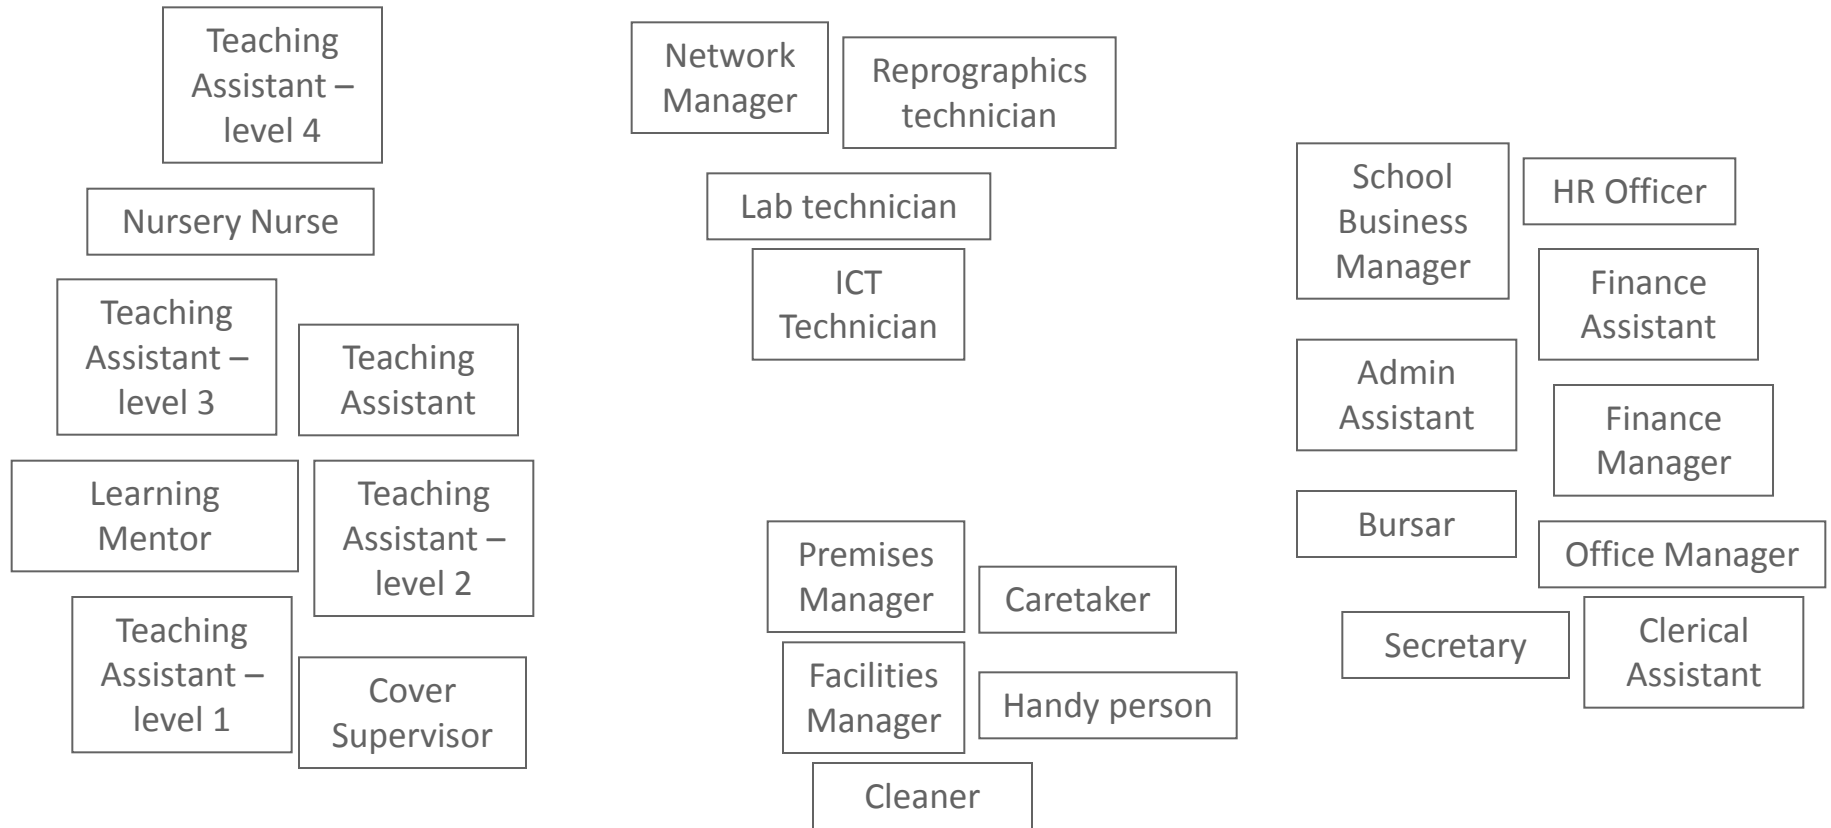 Teaching
Assistant –
level 4
Nursery Nurse
Teaching
Assistant –
level 3
Teaching
Assistant
Learning
Mentor
Teaching
Assistant –
level 2
Teaching
Assistant –
level 1
Cover
Supervisor
Network
Manager
Reprographics
technician
Lab technician
ICT
Technician
Premises
Manager
Caretaker
Facilities
Manager
Handy person
Cleaner
School
Business
Manager
HR Officer
Finance
Assistant
Admin
Assistant
Finance
Manager
Bursar
Office Manager
Secretary
Clerical
Assistant